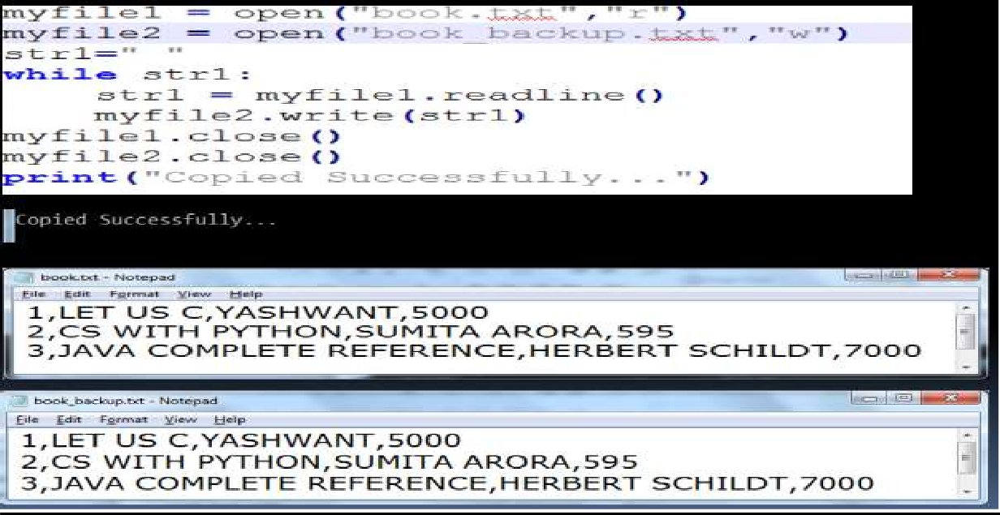 myfile1 = open("book.txt","r")
myfile2 = open("book_backup.txt","w")
str1=" "
while str1:
    str1 = myfile1.readline()
    myfile2.write(str1)
myfile1.close()
myfile2.close()
print("Copied Successfully...")
Copied Successfully...
book.txt - Notepad
File Edit Format View Help
1,LET US C,YASHWANT,5000
2,CS WITH PYTHON,SUMITA ARORA,595
3,JAVA COMPLETE REFERENCE,HERBERT SCHILDT,7000
book_backup.txt - Notepad
File Edit Format View Help
1,LET US C,YASHWANT,5000
2,CS WITH PYTHON,SUMITA ARORA,595
3,JAVA COMPLETE REFERENCE,HERBERT SCHILDT,7000